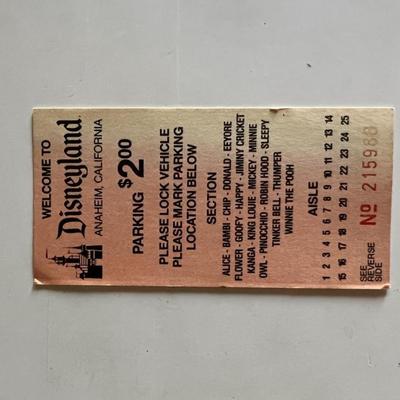 WELCOME TO
Disneyland
ANAHEIM, CALIFORNIA
PARKING $2.00
PLEASE LOCK VEHICLE
PLEASE MARK PARKING
LOCATION BELOW
SECTION
ALICE - BAMBI - CHIP - DONALD - EEYORE
FLOWER - GOOFY - HAPPY - JIMINY CRICKET
KANGA - KING LOUIE - MICKEY - MINNIE
OWL - PINOCCHIO - ROBIN HOOD - SLEEPY
TINKER BELL - THUMPER
WINNIE THE POOH
AISLE
1 2 3 4 5 6 7 8 9 10 11 12 13 14
15 16 17 18 19 20 21 22 23 24 25
SEE
REVERSE
SIDE
No 215980